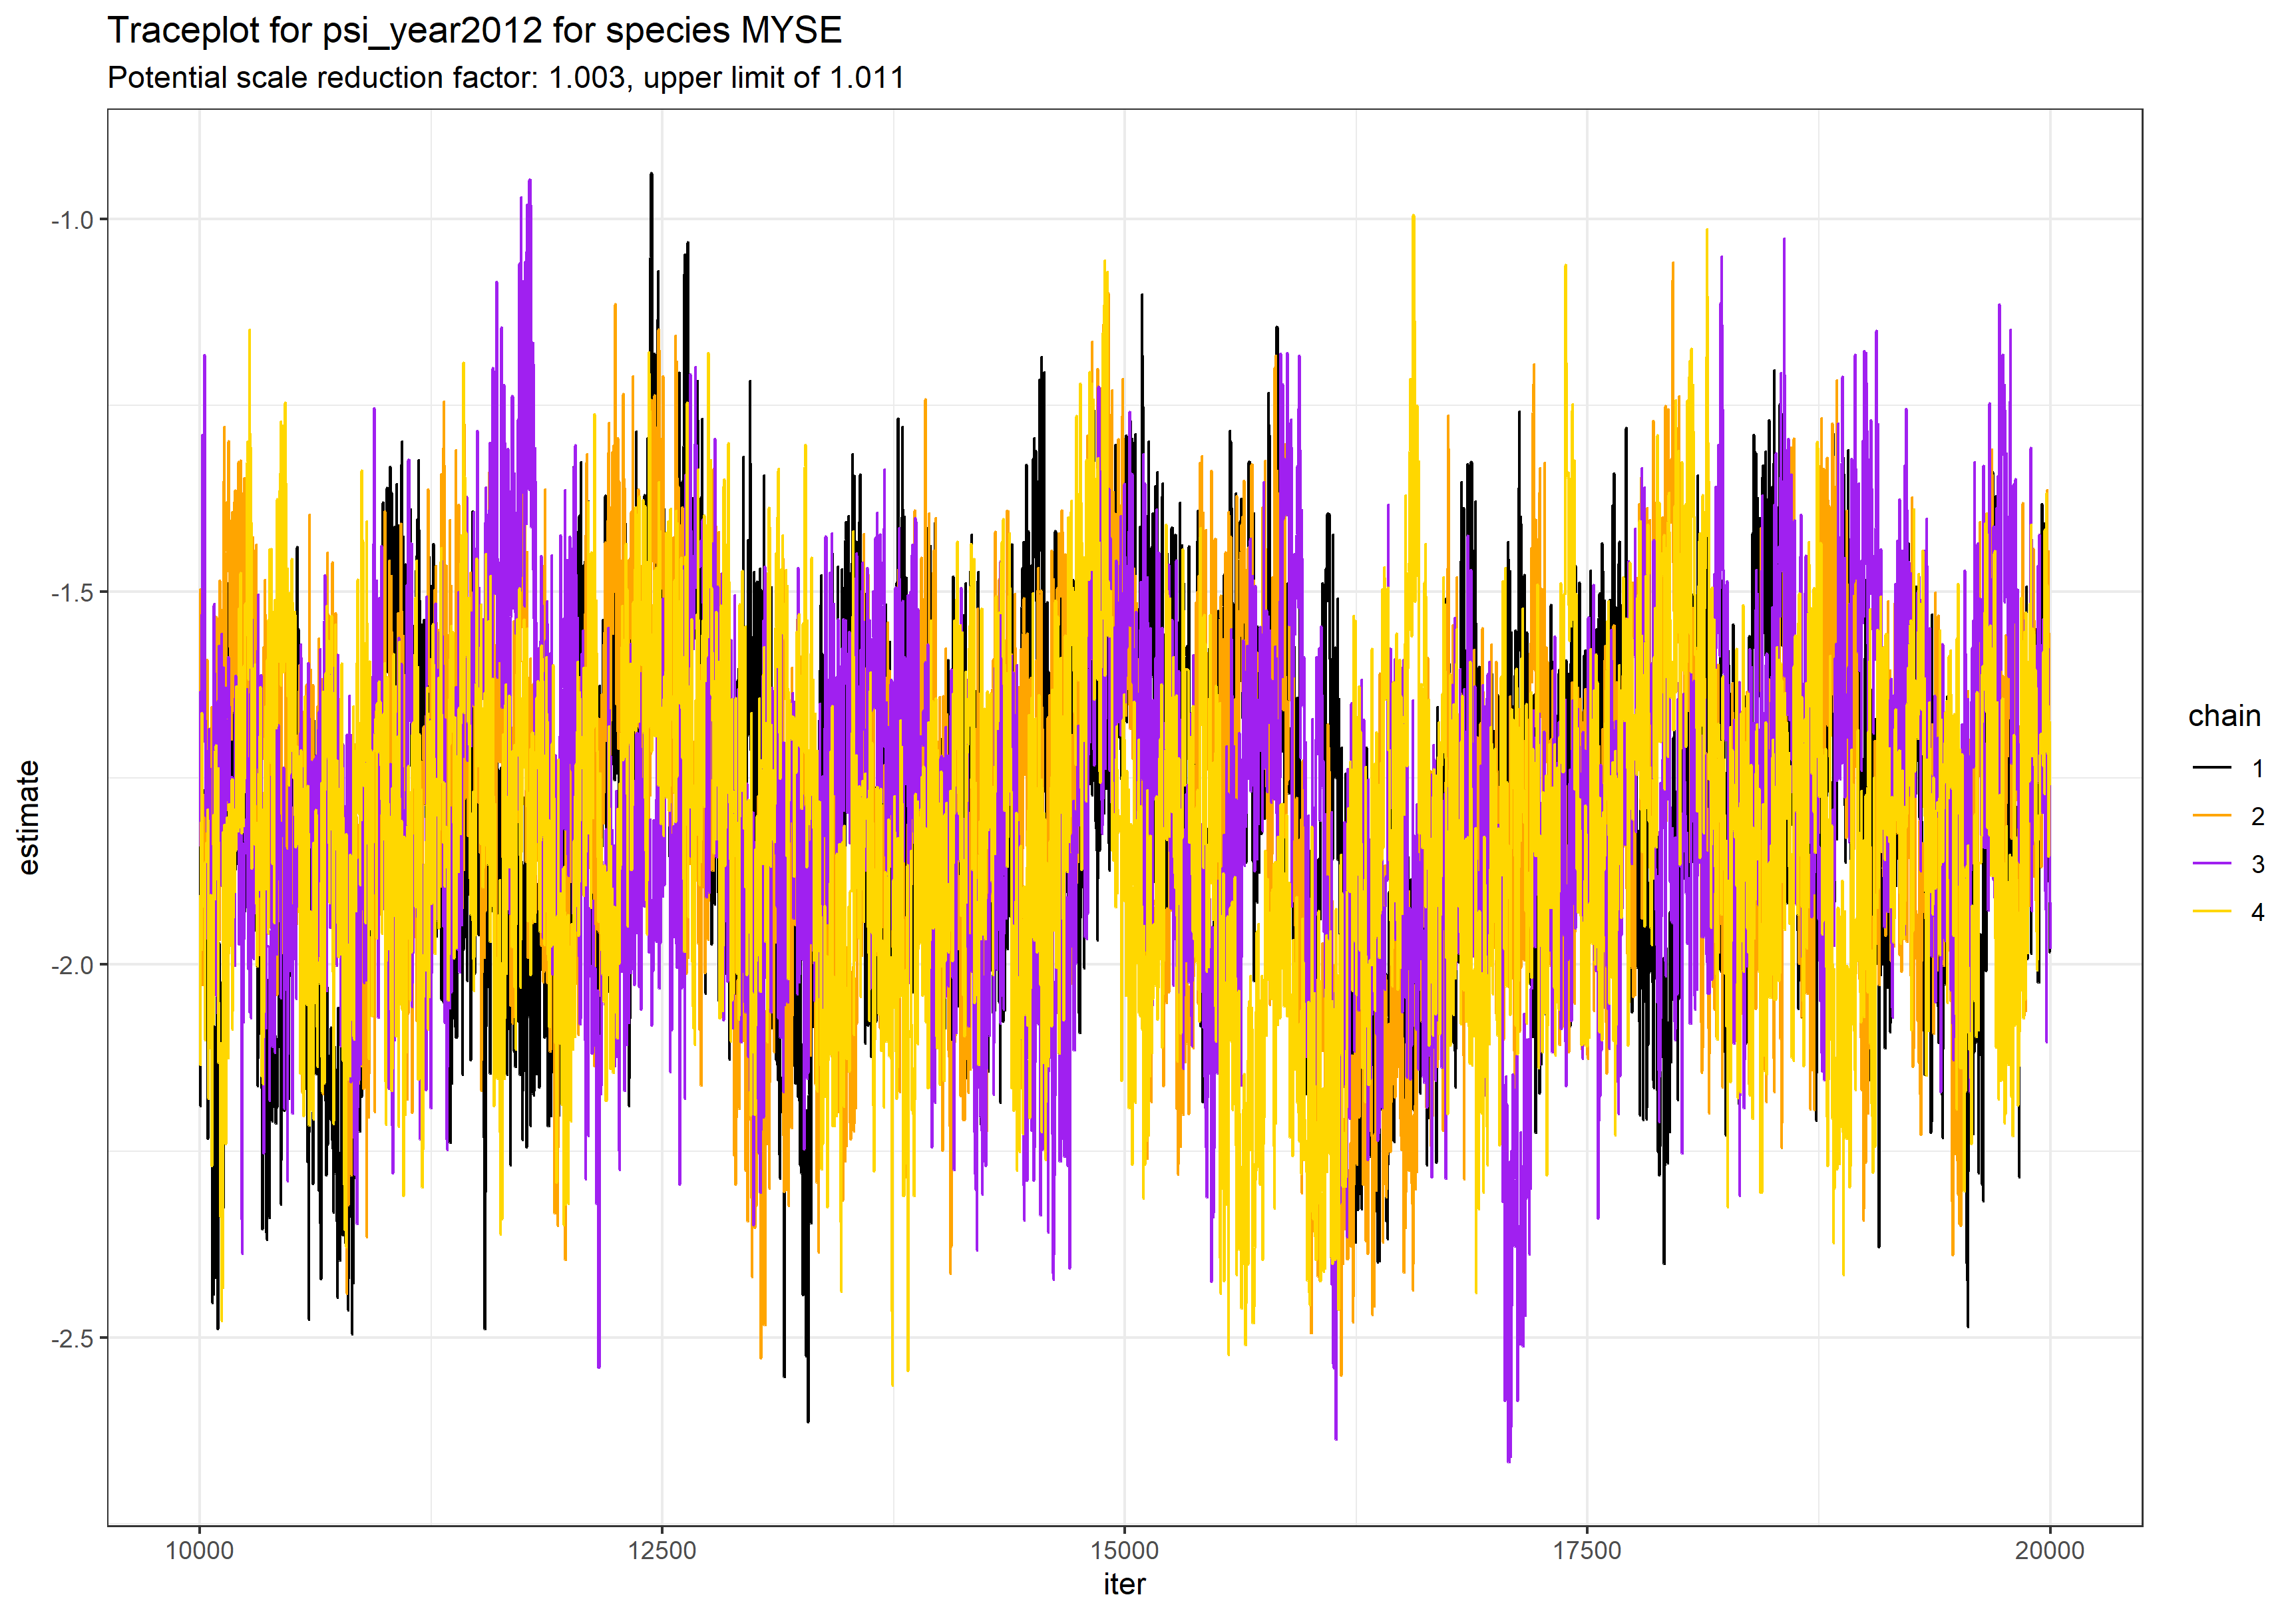 Traceplot for psi_year2012 for species MYSE
Potential scale reduction factor: 1.003, upper limit of 1.011
-1.0
-1.5
-2.0
-2.5
estimate
10000
12500
15000
17500
20000
iter
chain
1
2
3
4